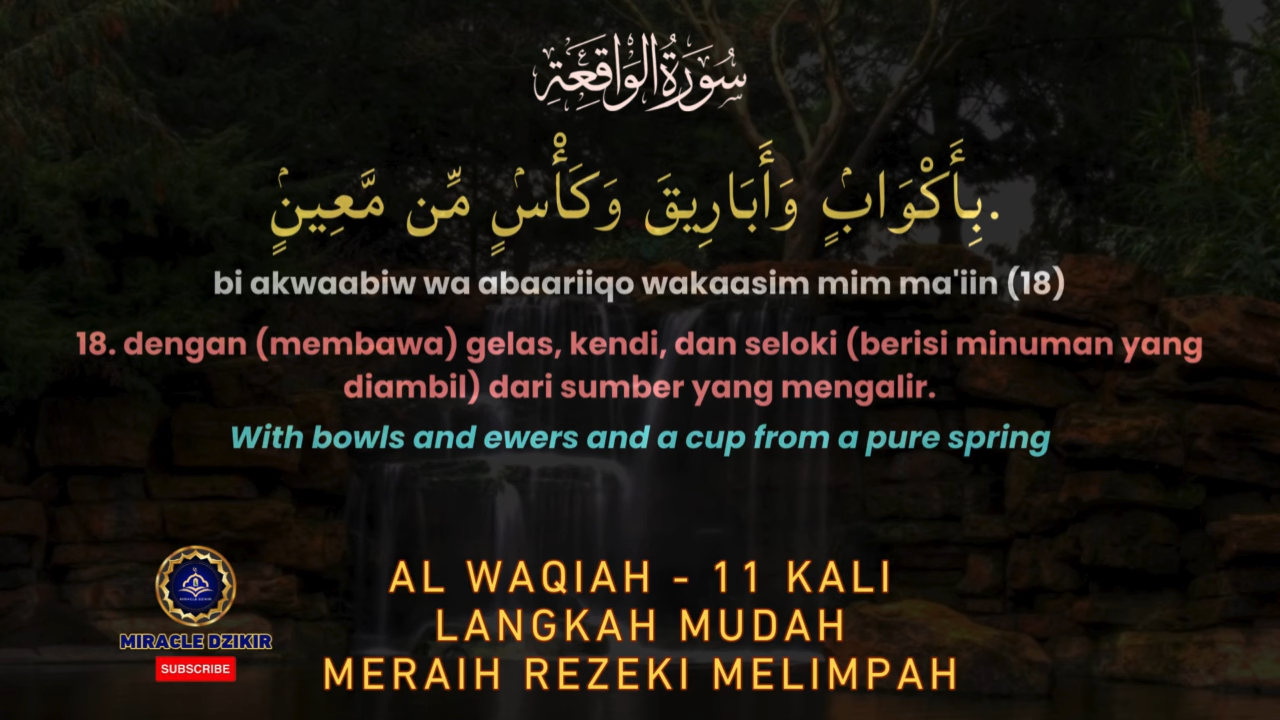 سُورَةُ الوَاقِعَةِ
بِأَكْوَابٍۢ وَأَبَارِيقَ وَكَأْسٍۢ مِّن مَّعِينٍۢ.
bi akwaabiw wa abaariiqo wakaasim mim ma'iin (18)
18. dengan (membawa) gelas, kendi, dan seloki (berisi minuman yang
diambil) dari sumber yang mengalir.
With bowls and ewers and a cup from a pure spring
AL WAQIAH - 11 KALI
LANGKAH MUDAH
MERAIH REZEKI MELIMPAH
MIRACLE DZIKIR
MIRACLE DZIKIR
SUBSCRIBE